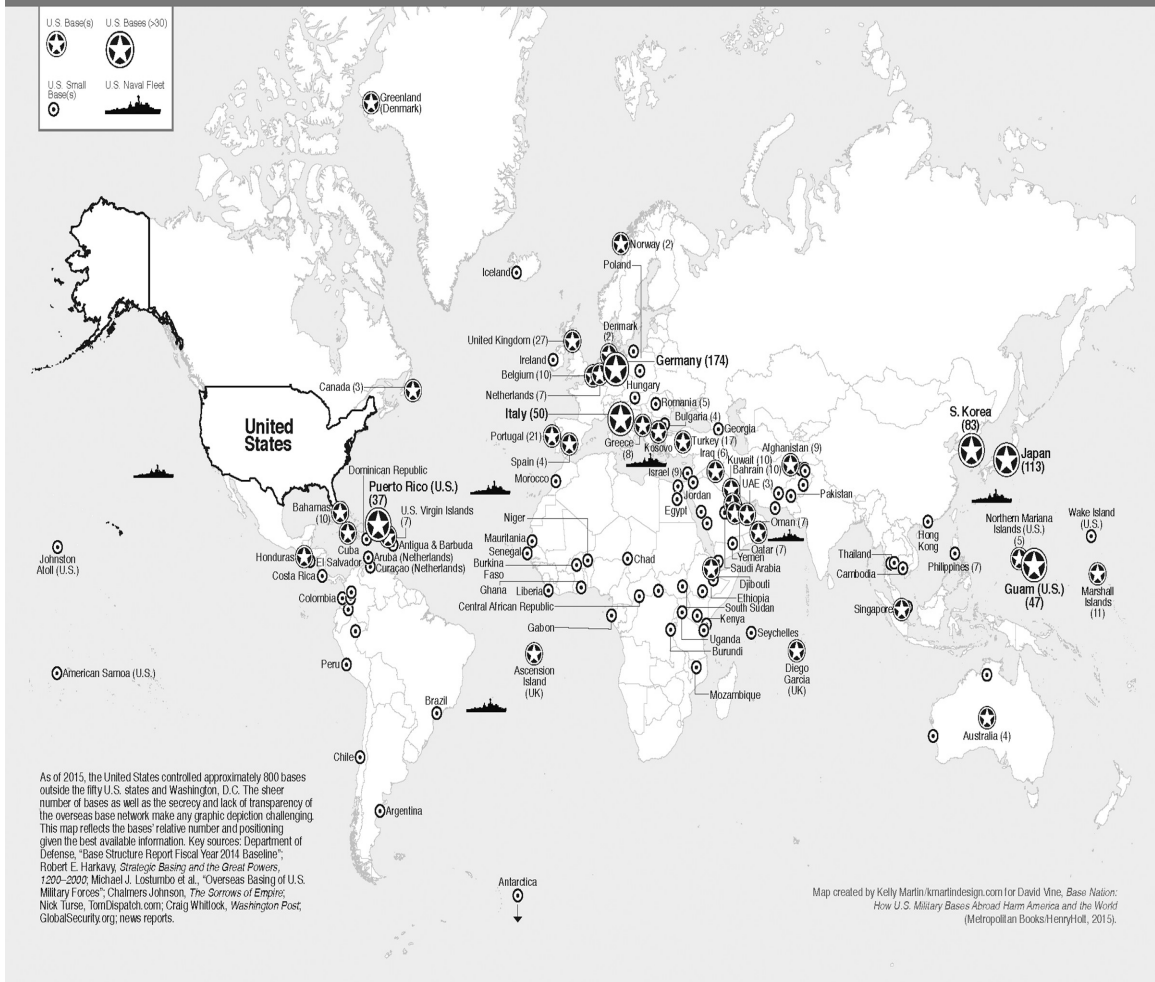 U.S. Base(s)
U.S. Bases (>30)
U.S. Small
Base(s)
U.S. Naval Fleet
Greenland
(Denmark)
Norway (2)
Poland
Iceland
Denmark
(2)
United Kingdom (27)
Ireland
Germany (174)
Belgium (10)
Canada (3)
Netherlands (7)
Hungary
Romania (5)
Italy (50)
Bulgaria (4)
S. Korea
(83)
United
States
Georgia
Portugal (21)
Greece
(8)
Kosovo
Turkey (17)
Iraq (6)
Afghanistan (9)
Japan
(113)
Kuwait (10)
Bahrain (10)
Spain (4)
Dominican Republic
Israel (9)
Morocco
UAE (3)
Puerto Rico (U.S.)
(37)
Jordan
Pakistan
Bahamas
(10)
U.S. Virgin Islands
(7)
Egypt
Niger
Oman (7)
Northern Mariana
Islands (U.S.)
(5)
Wake Island
(U.S.)
Cuba
Antigua & Barbuda
Mauritania
Qatar (7)
Hong
Kong
Johnston
Atoll (U.S.)
Honduras
El Salvador
Aruba (Netherlands)
Senegal
Chad
Yemen
Thailand
Philippines (7)
Curaçao (Netherlands)
Burkina
Faso
Saudi Arabia
Costa Rica
Cambodia
Djibouti
Guam (U.S.)
(47)
Marshall
Islands
(11)
Ghana
Liberia
Ethiopia
Colombia
Central African Republic
South Sudan
Singapore
Kenya
Gabon
Seychelles
Uganda
Burundi
Peru
Ascension
Island
(UK)
Diego
Garcia
(UK)
American Samoa (U.S.)
Mozambique
Brazil
Australia (4)
Chile
Argentina
As of 2015, the United States controlled approximately 800 bases
outside the fifty U.S. states and Washington, D.C. The sheer
number of bases as well as the secrecy and lack of transparency of
the overseas base network make any graphic depiction challenging.
This map reflects the bases' relative number and positioning
given the best available information. Key sources: Department of
Defense, "Base Structure Report Fiscal Year 2014 Baseline";
Robert E. Harkavy, Strategic Basing and the Great Powers,
1200–2000; Michael J. Lostumbo et al., "Overseas Basing of U.S.
Military Forces"; Chalmers Johnson, The Sorrows of Empire;
Nick Turse, TomDispatch.com; Craig Whitlock, Washington Post;
GlobalSecurity.org; news reports.
Antarctica
Map created by Kelly Martin/kmartindesign.com for David Vine, Base Nation:
How U.S. Military Bases Abroad Harm America and the World
(Metropolitan Books/HenryHolt, 2015).